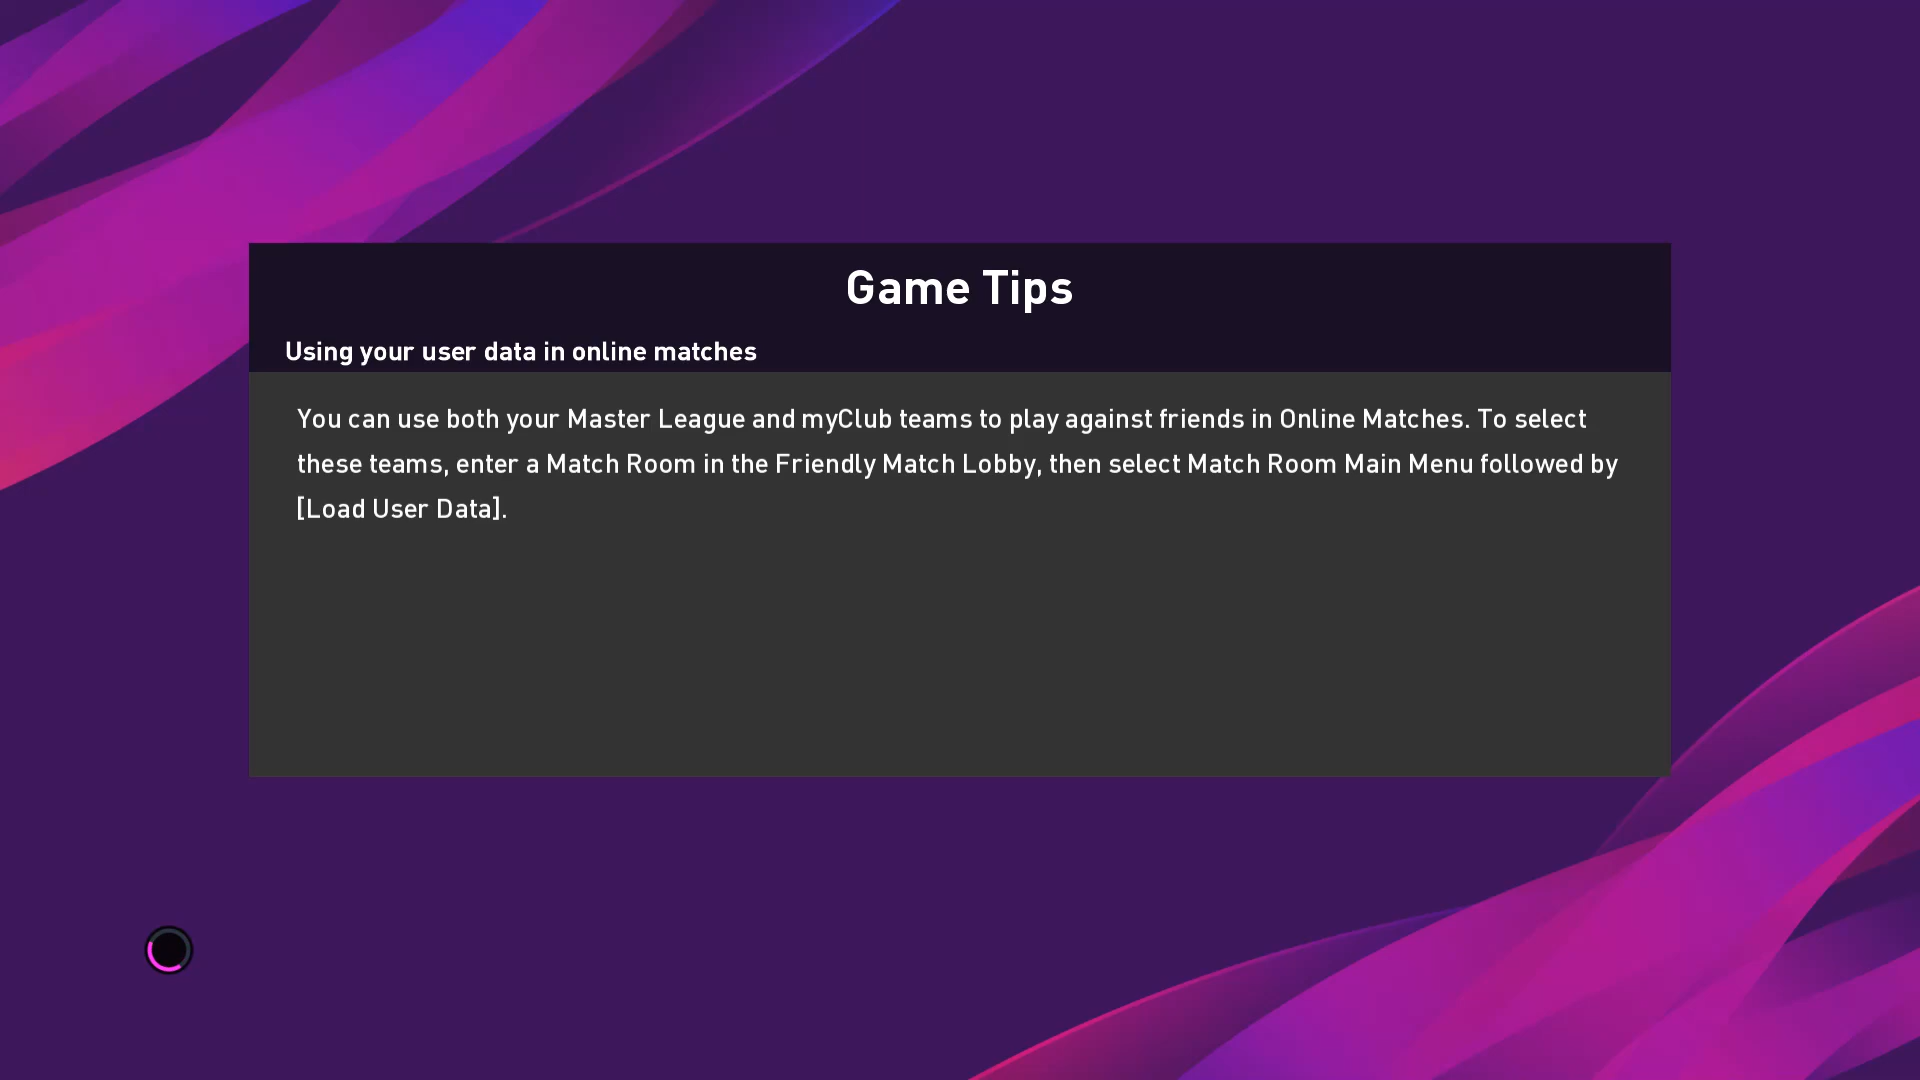 Game Tips
Using your user data in online matches
You can use both your Master League and myClub teams to play against friends in Online Matches. To select
these teams, enter a Match Room in the Friendly Match Lobby, then select Match Room Main Menu followed by
[Load User Data].